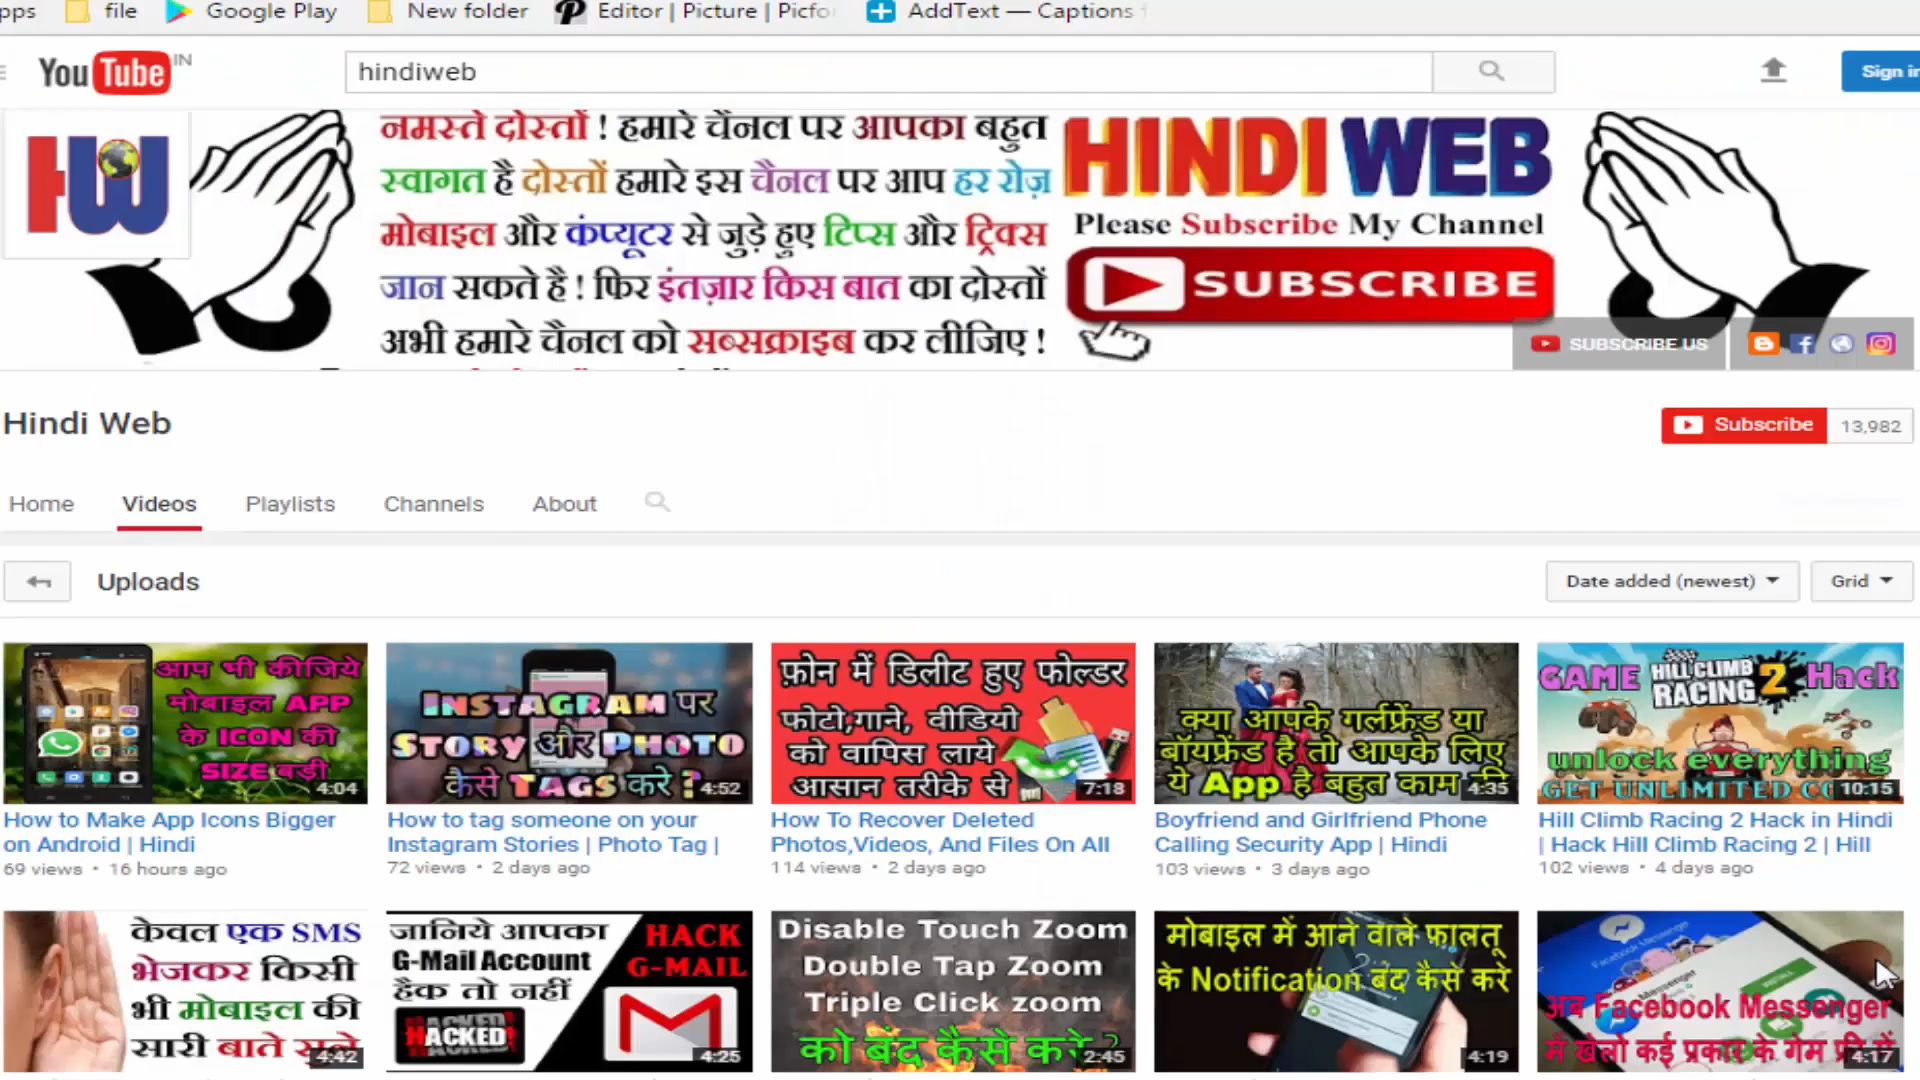 pps file Google Play New folder Editor | Picture | Picfo AddText — Captions
YouTube IN
hindiweb
Sign in
HW
नमस्ते दोस्तों ! हमारे चैनल पर आपका बहुत
स्वागत है दोस्तों हमारे इस चैनल पर आप हर रोज़
मोबाइल और कंप्यूटर से जुड़े हुए टिप्स और ट्रिक्स
जान सकते है ! फिर इंतज़ार किस बात का दोस्तों
अभी हमारे चैनल को सब्सक्राइब कर लीजिए !
HINDI WEB
Please Subscribe My Channel
SUBSCRIBE
SUBSCRIBE US
Hindi Web
Subscribe 13,982
Home Videos Playlists Channels About
Uploads
Date added (newest) Grid
आप भी कीजिये
मोबाइल APP
के ICON की
SIZE बड़ी
4:04
INSTAGRAM पर
STORY और PHOTO
कैसे TAGS करे ?
4:52
फ़ोन में डिलीट हुए फोल्डर
फोटो,गाने, वीडियो
को वापिस लाये
आसान तरीके से
7:18
क्या आपके गर्लफ्रेंड या
बॉयफ्रेंड है तो आपके लिए
ये App है बहुत काम की
4:35
GAME HILL CLIMB RACING 2 Hack
unlock everything
GET UNLIMITED
10:15
How to Make App Icons Bigger
on Android | Hindi
69 views • 16 hours ago
How to tag someone on your
Instagram Stories | Photo Tag |
72 views • 2 days ago
How To Recover Deleted
Photos,Videos, And Files On All
114 views • 2 days ago
Boyfriend and Girlfriend Phone
Calling Security App | Hindi
103 views • 3 days ago
Hill Climb Racing 2 Hack in Hindi
| Hack Hill Climb Racing 2 | Hill
102 views • 4 days ago
केवल एक SMS
भेजकर किसी
भी मोबाइल की
सारी बाते सुने
4:42
जानिये आपका
G-Mail Account
हैक तो नहीं
HACKED
HACK
G-MAIL
4:25
Disable Touch Zoom
Double Tap Zoom
Triple Click zoom
को बंद कैसे करे ?
2:45
मोबाइल में आने वाले फ़ालतू
के Notification बंद कैसे करे
4:19
अब Facebook Messenger
में खेलो कई प्रकार के गेम फ्री में
4:17